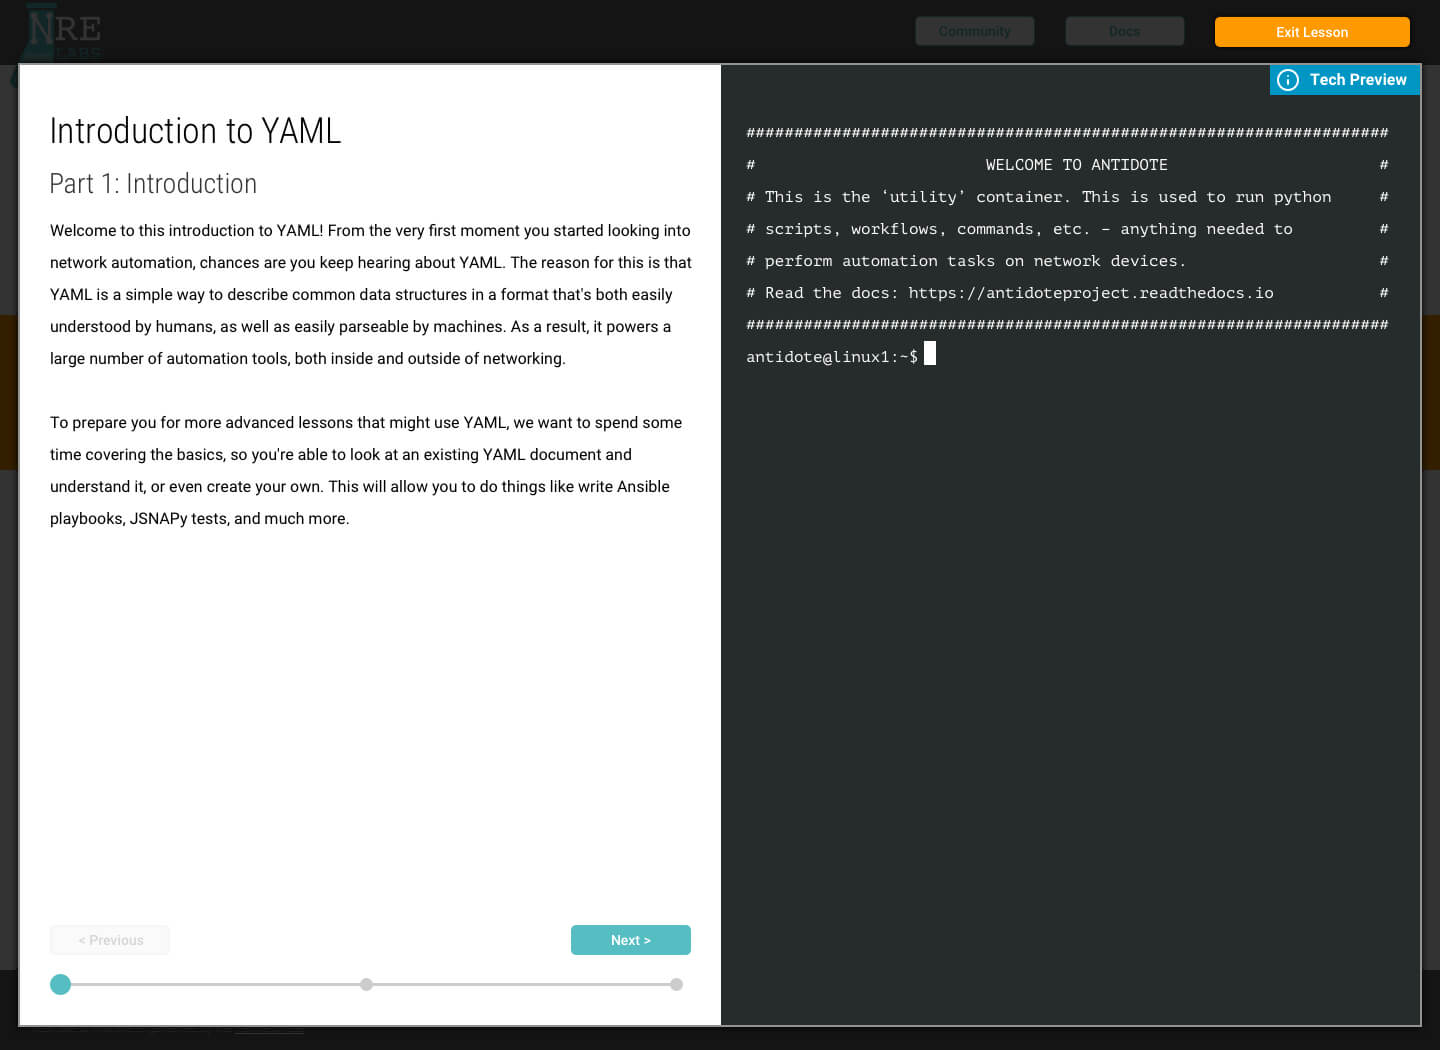 NRE
LABS
Community
Docs
Exit Lesson
Tech Preview
Introduction to YAML
Part 1: Introduction
Welcome to this introduction to YAML! From the very first moment you started looking into
network automation, chances are you keep hearing about YAML. The reason for this is that
YAML is a simple way to describe common data structures in a format that's both easily
understood by humans, as well as easily parseable by machines. As a result, it powers a
large number of automation tools, both inside and outside of networking.
To prepare you for more advanced lessons that might use YAML, we want to spend some
time covering the basics, so you're able to look at an existing YAML document and
understand it, or even create your own. This will allow you to do things like write Ansible
playbooks, JSNAPy tests, and much more.
< Previous
Next >
###################################################################
# WELCOME TO ANTIDOTE #
# This is the ‘utility’ container. This is used to run python #
# scripts, workflows, commands, etc. – anything needed to #
# perform automation tasks on network devices. #
# Read the docs: https://antidoteproject.readthedocs.io #
###################################################################
antidote@linux1:~$